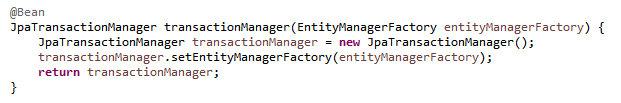 @Bean
JpaTransactionManager transactionManager(EntityManagerFactory entityManagerFactory) {
    JpaTransactionManager transactionManager = new JpaTransactionManager();
    transactionManager.setEntityManagerFactory(entityManagerFactory);
    return transactionManager;
}